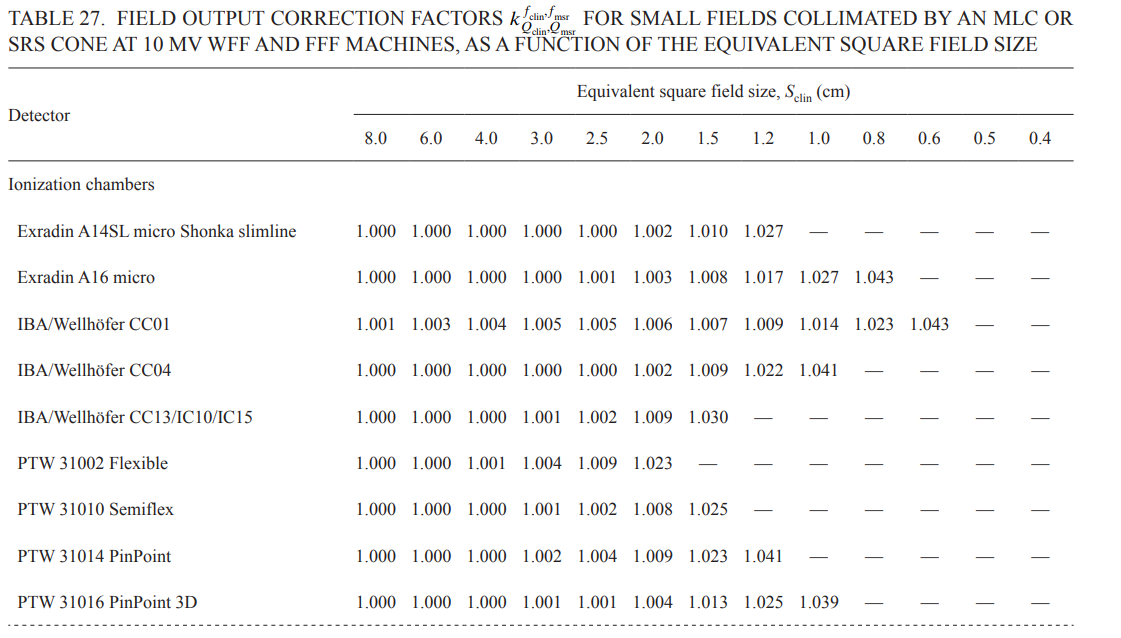 TABLE 27. FIELD OUTPUT CORRECTION FACTORS k f_clin,f_msr Q_clin,Q_msr FOR SMALL FIELDS COLLIMATED BY AN MLC OR
SRS CONE AT 10 MV WFF AND FFF MACHINES, AS A FUNCTION OF THE EQUIVALENT SQUARE FIELD SIZE
Equivalent square field size, S_clin (cm)
Detector
8.0 6.0 4.0 3.0 2.5 2.0 1.5 1.2 1.0 0.8 0.6 0.5 0.4
Ionization chambers
Exradin A14SL micro Shonka slimline 1.000 1.000 1.000 1.000 1.000 1.002 1.010 1.027 — — — — —
Exradin A16 micro 1.000 1.000 1.000 1.000 1.001 1.003 1.008 1.017 1.027 1.043 — — —
IBA/Wellhöfer CC01 1.001 1.003 1.004 1.005 1.005 1.006 1.007 1.009 1.014 1.023 1.043 — —
IBA/Wellhöfer CC04 1.000 1.000 1.000 1.000 1.000 1.002 1.009 1.022 1.041 — — — —
IBA/Wellhöfer CC13/IC10/IC15 1.000 1.000 1.000 1.001 1.002 1.009 1.030 — — — — — —
PTW 31002 Flexible 1.000 1.000 1.001 1.004 1.009 1.023 — — — — — — —
PTW 31010 Semiflex 1.000 1.000 1.000 1.001 1.002 1.008 1.025 — — — — — —
PTW 31014 PinPoint 1.000 1.000 1.000 1.002 1.004 1.009 1.023 1.041 — — — — —
PTW 31016 PinPoint 3D 1.000 1.000 1.000 1.001 1.001 1.004 1.013 1.025 1.039 — — — —